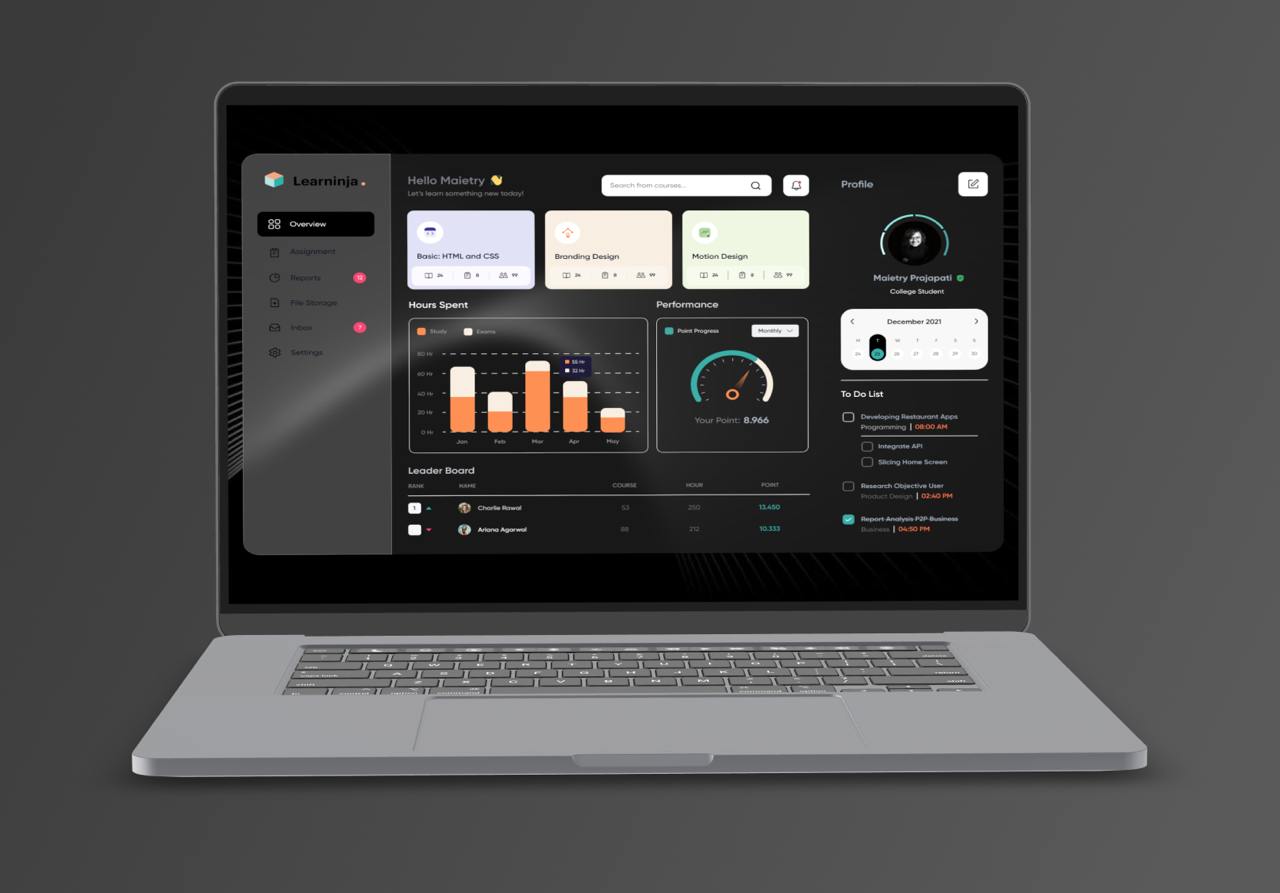 Learninja.
Overview
Assignment
Reports
12
File Storage
Inbox
7
Settings
Hello Maietry 👋
Let's learn something new today!
Search from courses...
Basic: HTML and CSS
24 8 99
Branding Design
24 8 99
Motion Design
24 8 99
Hours Spent
Study Exams
80 Hr
60 Hr
40 Hr
20 Hr
0 Hr
55 Hr
32 Hr
Jan Feb Mar Apr May
Performance
Point Progress
Monthly
Your Point: 8.966
Leader Board
RANK NAME COURSE HOUR POINT
1 Charlie Rawal 53 250 13.450
Ariana Agarwal 88 212 10.333
Profile
Maietry Prajapati
College Student
December 2021
M T W T F S S
24 25 26 27 28 29 30
To Do List
Developing Restaurant Apps
Programming | 08:00 AM
Integrate API
Slicing Home Screen
Research Objective User
Product Design | 02:40 PM
Report Analysis P2P Business
Business | 04:50 PM